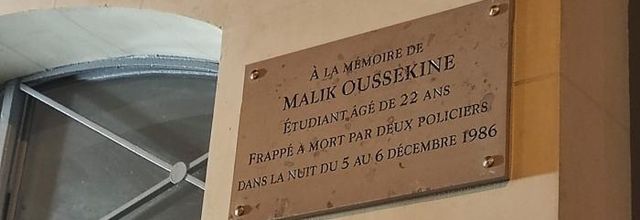 À LA MÉMOIRE DE
MALIK OUSSEKINE
ÉTUDIANT ÂGÉ DE 22 ANS
FRAPPÉ À MORT PAR DEUX POLICIERS
DANS LA NUIT DU 5 AU 6 DÉCEMBRE 1986